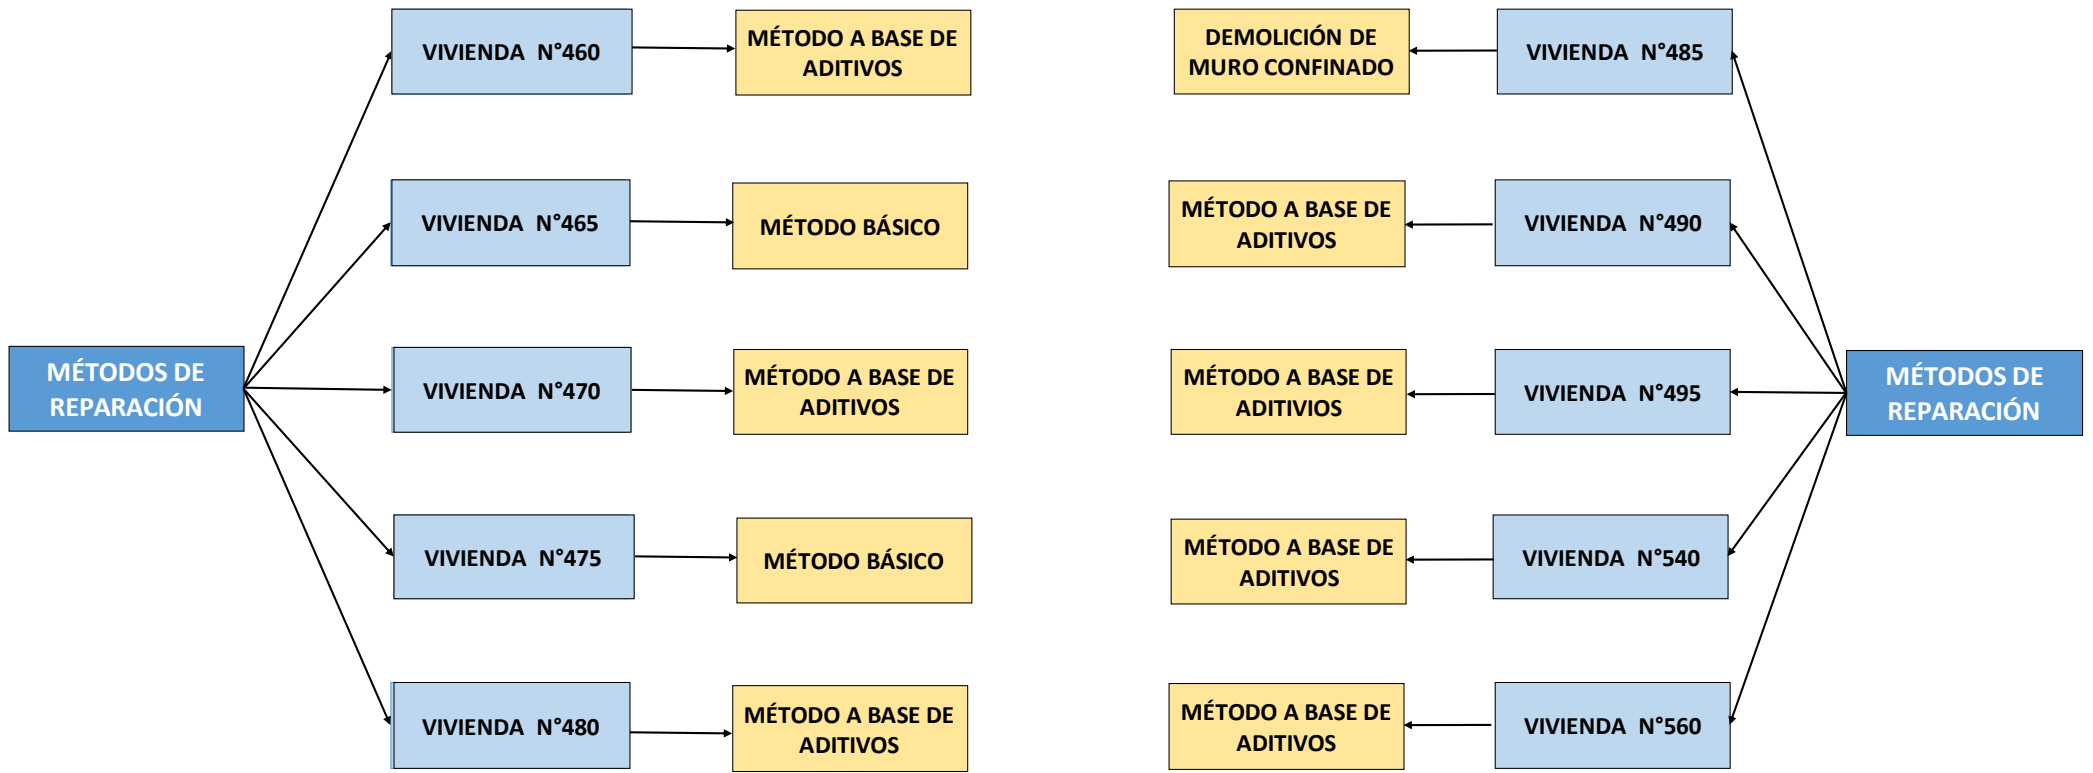 MÉTODOS DE
REPARACIÓN
VIVIENDA N°460
MÉTODO A BASE DE
ADITIVOS
VIVIENDA N°465
MÉTODO BÁSICO
VIVIENDA N°470
MÉTODO A BASE DE
ADITIVOS
VIVIENDA N°475
MÉTODO BÁSICO
VIVIENDA N°480
MÉTODO A BASE DE
ADITIVOS
DEMOLICIÓN DE
MURO CONFINADO
VIVIENDA N°485
MÉTODO A BASE DE
ADITIVOS
VIVIENDA N°490
MÉTODO A BASE DE
ADITIVIOS
VIVIENDA N°495
MÉTODO A BASE DE
ADITIVOS
VIVIENDA N°540
MÉTODO A BASE DE
ADITIVOS
VIVIENDA N°560
MÉTODOS DE
REPARACIÓN